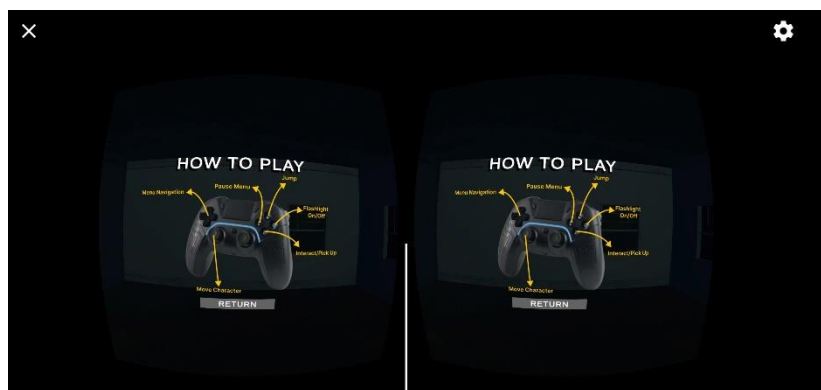 HOW TO PLAY
Jump
Pause Menu
Menu Navigation
Flashlight
On/Off
Interact/Pick Up
Move Character
RETURN
HOW TO PLAY
Jump
Pause Menu
Menu Navigation
Flashlight
On/Off
Interact/Pick Up
Move Character
RETURN